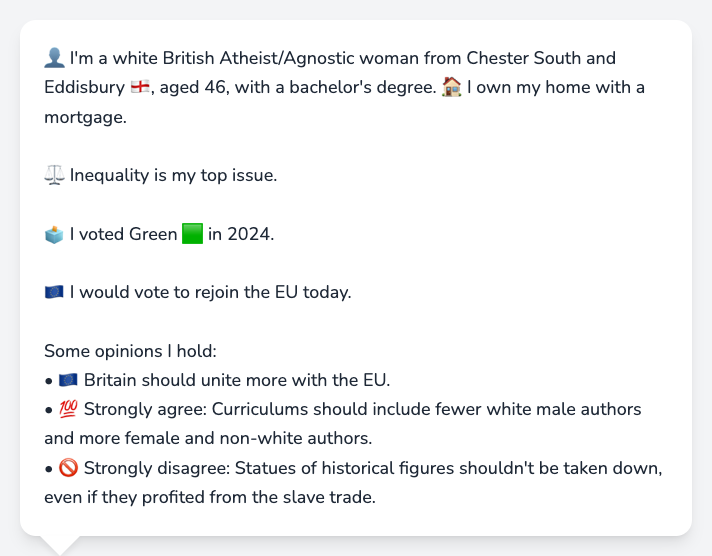 👤 I'm a white British Atheist/Agnostic woman from Chester South and
Eddisbury 🏴󠁧󠁢󠁥󠁮󠁧󠁿, aged 46, with a bachelor's degree. 🏠 I own my home with a
mortgage.
⚖️ Inequality is my top issue.
🗳️ I voted Green 🟩 in 2024.
🇪🇺 I would vote to rejoin the EU today.
Some opinions I hold:
• 🇪🇺 Britain should unite more with the EU.
• 💯 Strongly agree: Curriculums should include fewer white male authors
and more female and non-white authors.
• 🚫 Strongly disagree: Statues of historical figures shouldn't be taken down,
even if they profited from the slave trade.